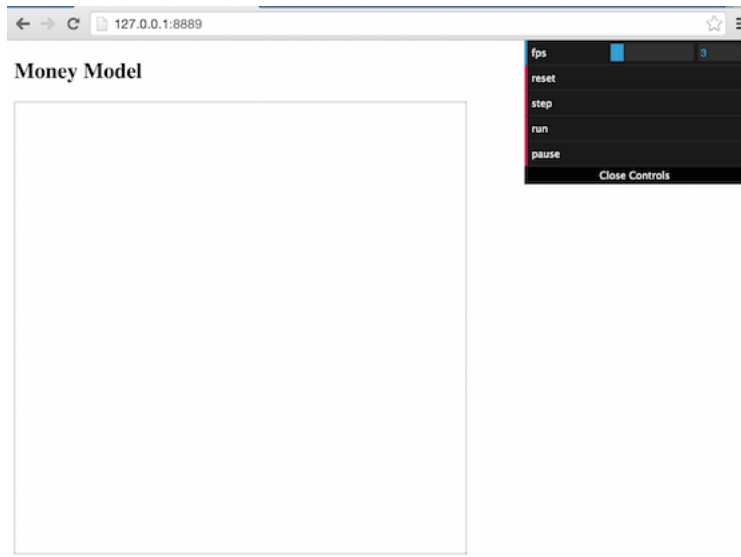 127.0.0.1:8889
Money Model
fps 3
reset
step
run
pause
Close Controls